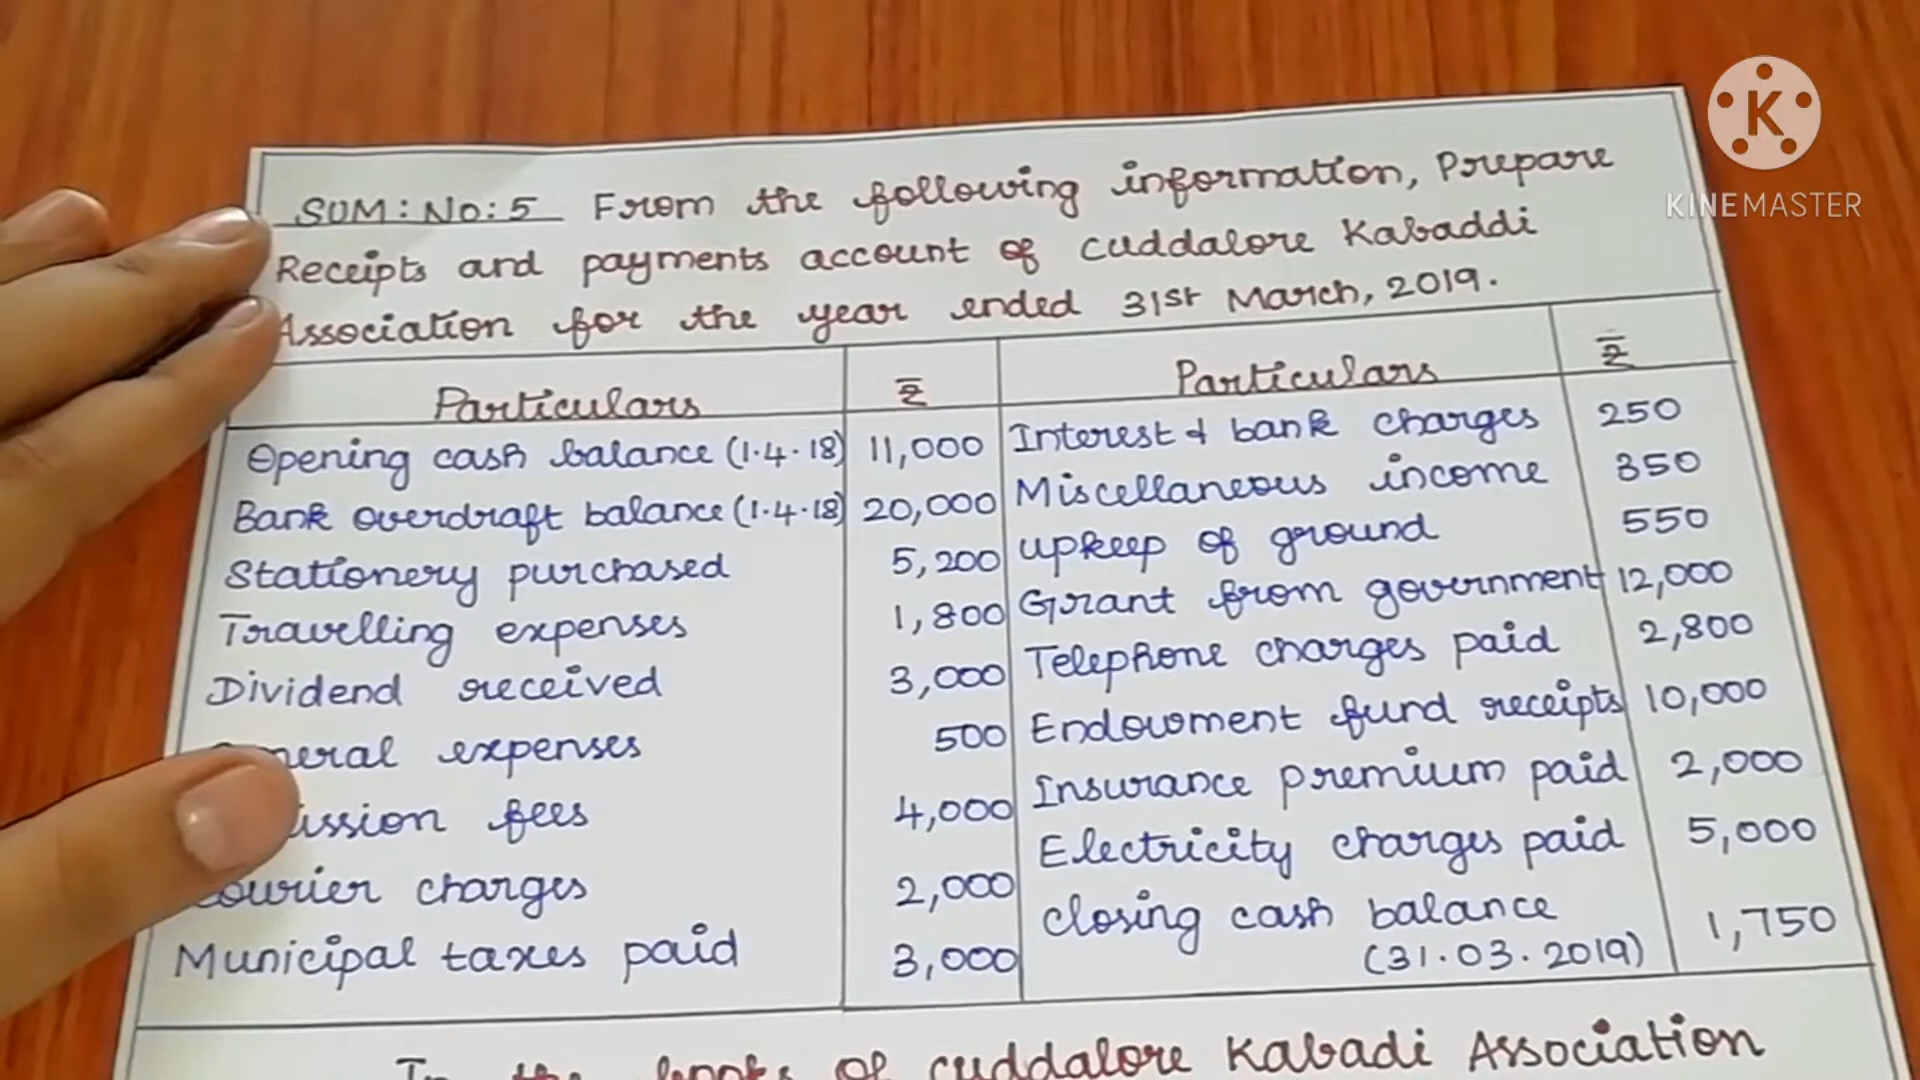 K
KINEMASTER
SUM: No: 5 From the following information, Prepare
Receipts and payments account of Cuddalore Kabaddi
Association for the year ended 31st March, 2019.
Particulars ₹ Particulars ₹
Opening cash balance (1.4.18) 11,000 Interest & bank charges 250
Bank overdraft balance (1.4.18) 20,000 Miscellaneous income 350
Stationery purchased 5,200 upkeep of ground 550
Travelling expenses 1,800 Grant from government 12,000
Dividend received 3,000 Telephone charges paid 2,800
expenses 500 Endowment fund receipts 10,000
fees 4,000 Insurance premium paid 2,000
charges 2,000 Electricity charges paid 5,000
Municipal taxes paid 3,000 closing cash balance 1,750
(31.03.2019)
In the books of cuddalore Kabadi Association